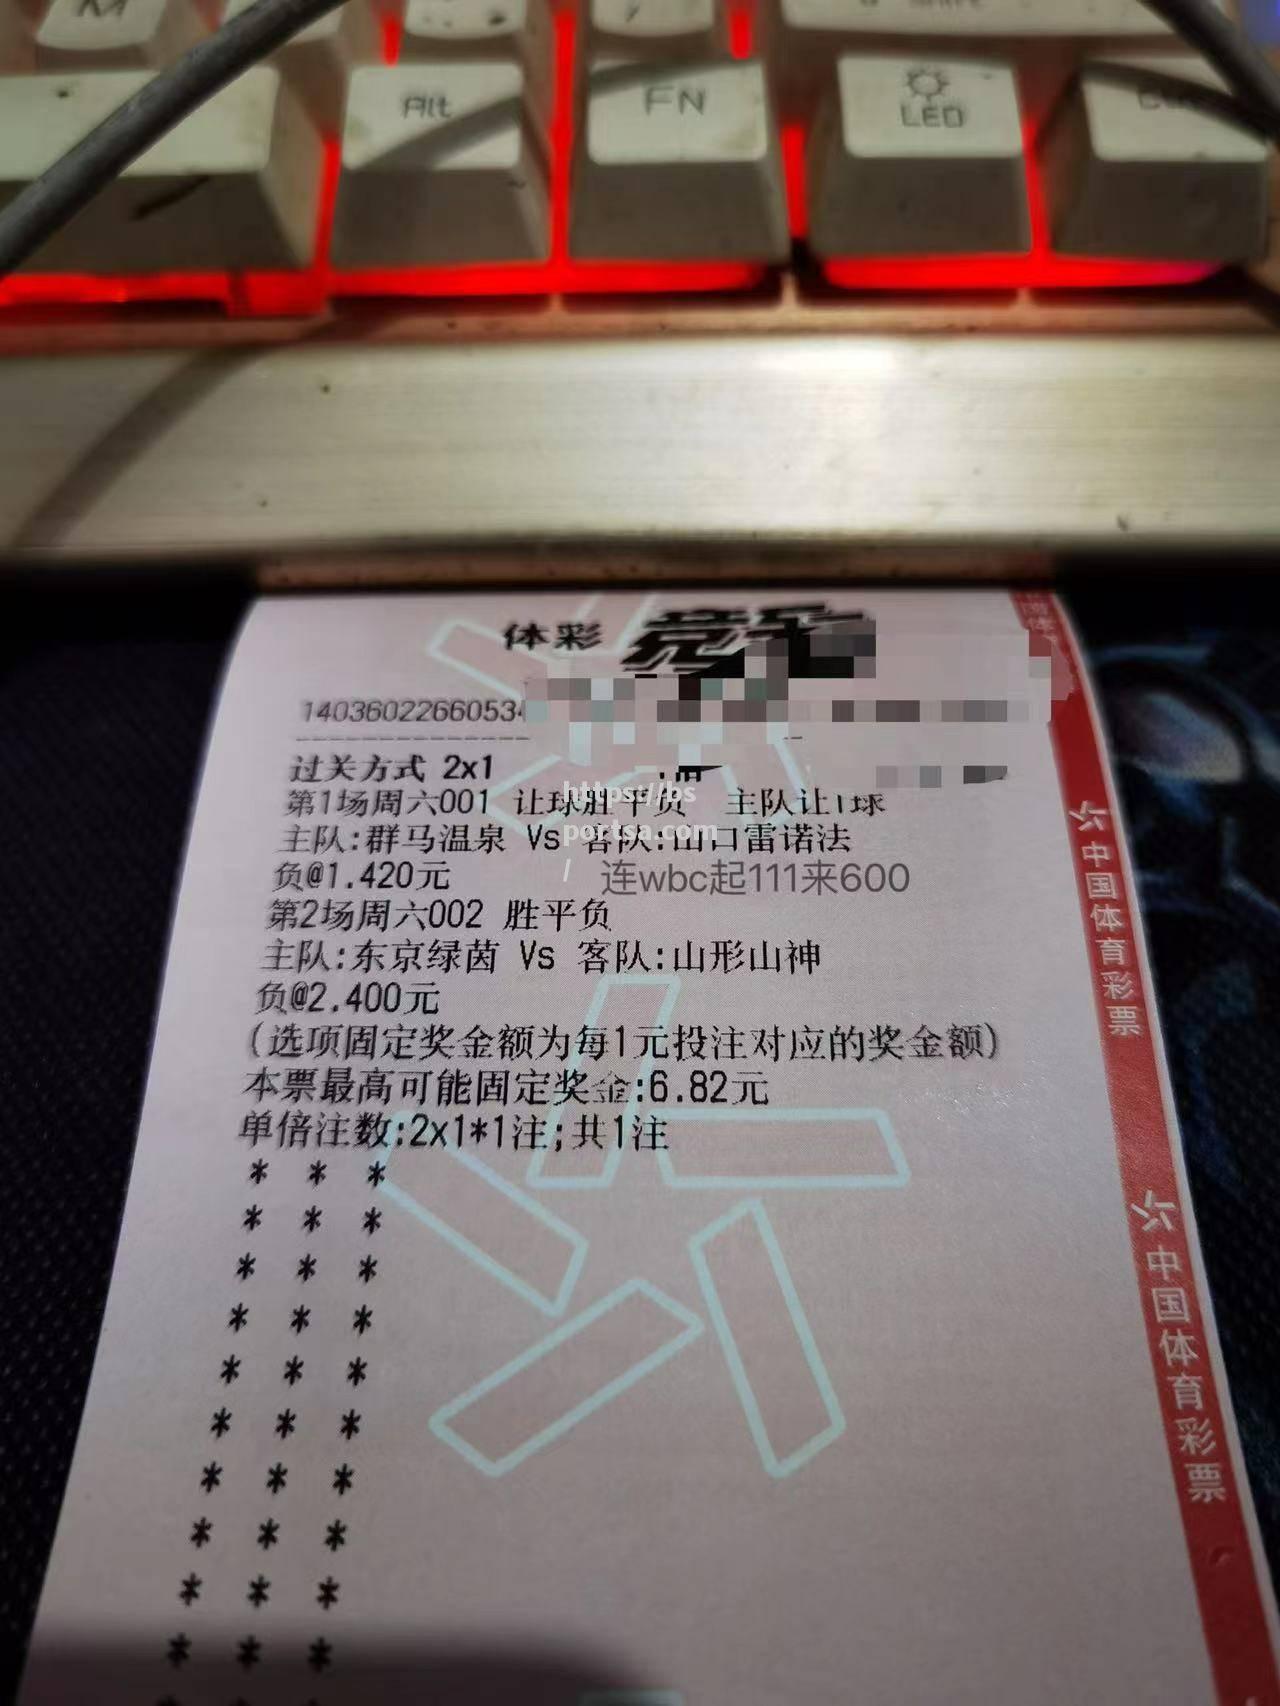 Alt
FN
LED
体彩 竞
14036022660534
过关方式 2x1
第1场周六001 让球胜平负 主队让1球
主队:群马温泉 Vs 客队:山口雷诺法
负@1.420元
第2场周六002 胜平负
主队:东京绿茵 Vs 客队:山形山神
负@2.400元
(选项固定奖金额为每1元投注对应的奖金额)
本票最高可能固定奖金:6.82元
单倍注数:2x1*1注;共1注
* * *
* * *
* * *
* * *
* * *
* * *
* * *
* * *
* * *
* * *
https://bs
portsa.com
/
连wbc起111来600
中国体育彩票
中国体育彩票